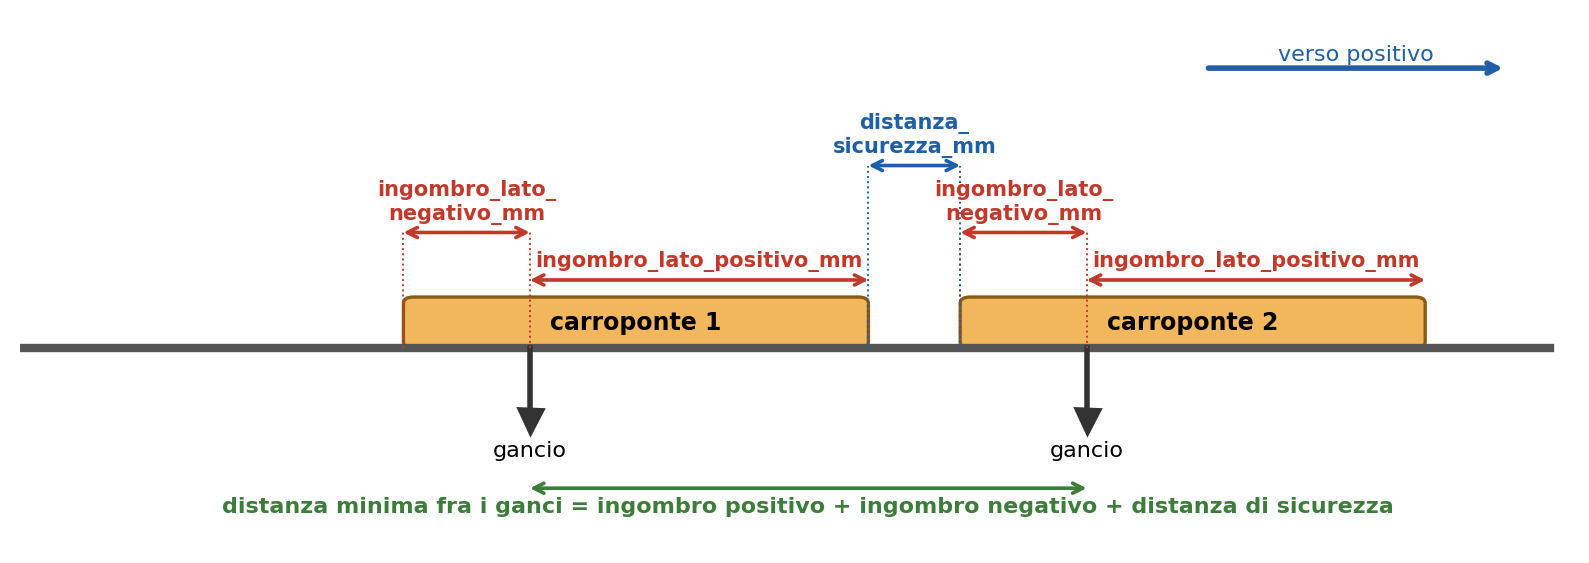 verso positivo
distanza_
sicurezza_mm
ingombro_lato_
negativo_mm
ingombro_lato_
negativo_mm
ingombro_lato_positivo_mm
ingombro_lato_positivo_mm
carroponte 1
carroponte 2
gancio
gancio
distanza minima fra i ganci = ingombro positivo + ingombro negativo + distanza di sicurezza